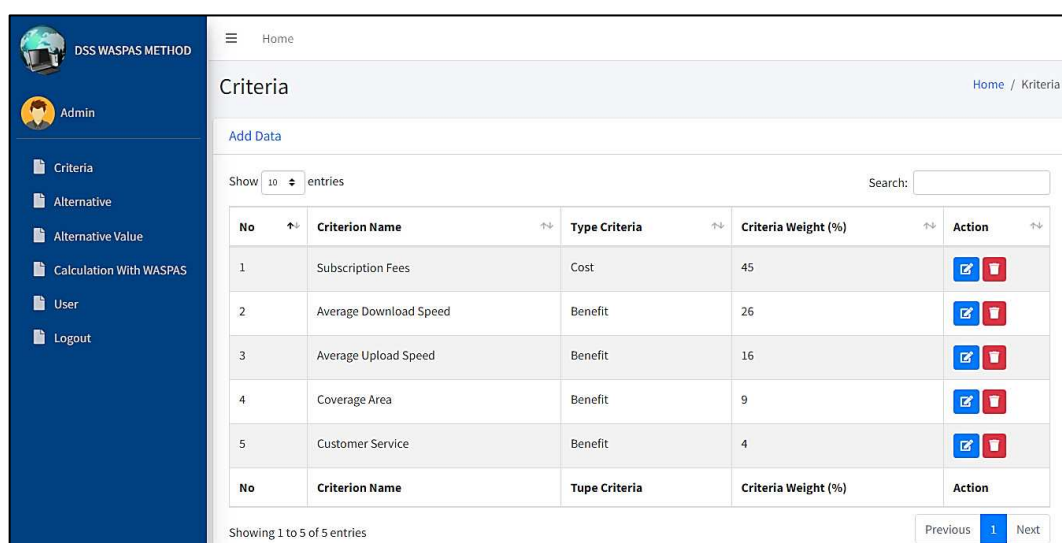 DSS WASPAS METHOD
Admin
Criteria
Alternative
Alternative Value
Calculation With WASPAS
User
Logout
Home
Criteria
Home / Kriteria
Add Data
Show 10 entries
Search:
No Criterion Name Type Criteria Criteria Weight (%) Action
1 Subscription Fees Cost 45
2 Average Download Speed Benefit 26
3 Average Upload Speed Benefit 16
4 Coverage Area Benefit 9
5 Customer Service Benefit 4
No Criterion Name Tupe Criteria Criteria Weight (%) Action
Showing 1 to 5 of 5 entries
Previous 1 Next